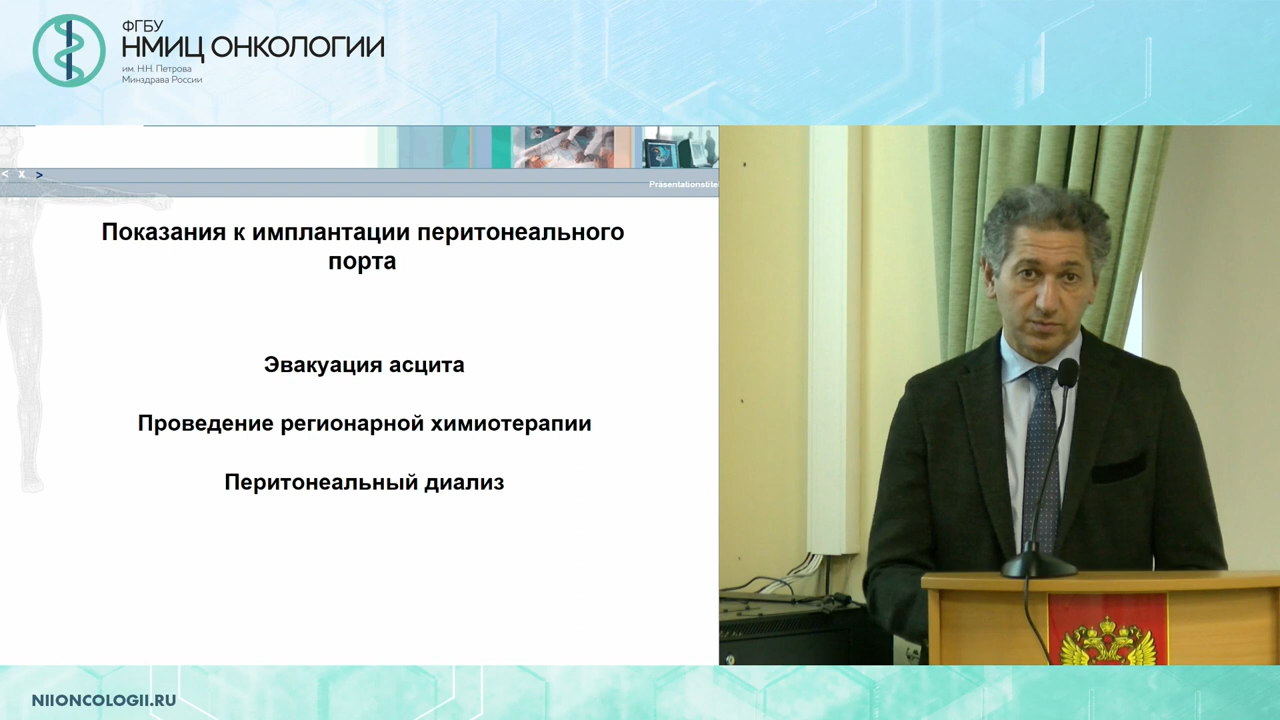 ФГБУ
НМИЦ ОНКОЛОГИИ
им. Н.Н. Петрова
Минздрава России
< X >
Präsentationstite
Показания к имплантации перитонеального
порта
Эвакуация асцита
Проведение регионарной химиотерапии
Перитонеальный диализ
NIIONCOLOGII.RU